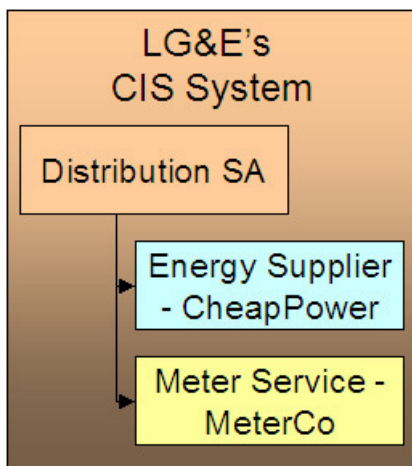 LG&E's
CIS System
Distribution SA
Energy Supplier
- CheapPower
Meter Service -
MeterCo